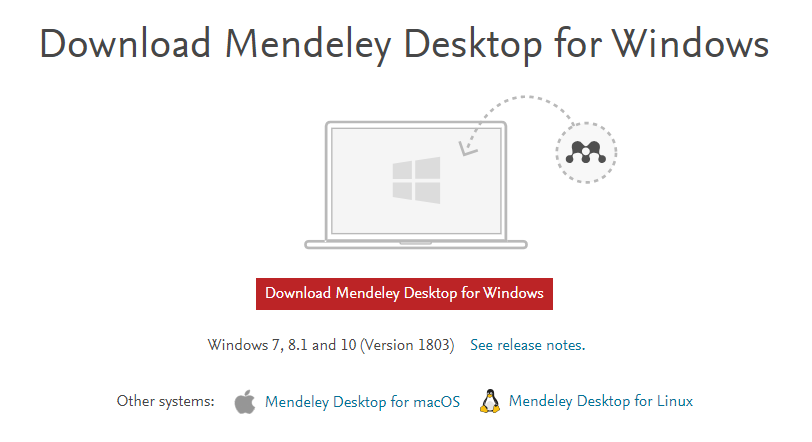 Download Mendeley Desktop for Windows
Download Mendeley Desktop for Windows
Windows 7, 8.1 and 10 (Version 1803) See release notes.
Other systems: Mendeley Desktop for macOS Mendeley Desktop for Linux